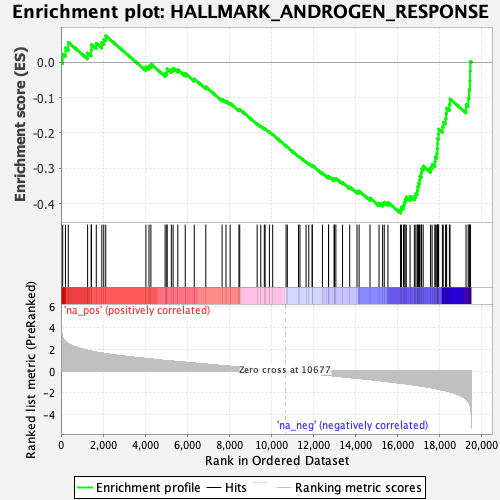 Enrichment plot: HALLMARK_ANDROGEN_RESPONSE
Enrichment score (ES)
0.0
-0.1
-0.2
-0.3
-0.4
'na_pos' (positively correlated)
Ranked list metric (PreRanked)
6
4
2
0
-2
-4
Zero cross at 10677
'na_neg' (negatively correlated)
0
2,000
4,000
6,000
8,000
10,000
12,000
14,000
16,000
18,000
20,000
Rank in Ordered Dataset
Enrichment profile
Hits
Ranking metric scores